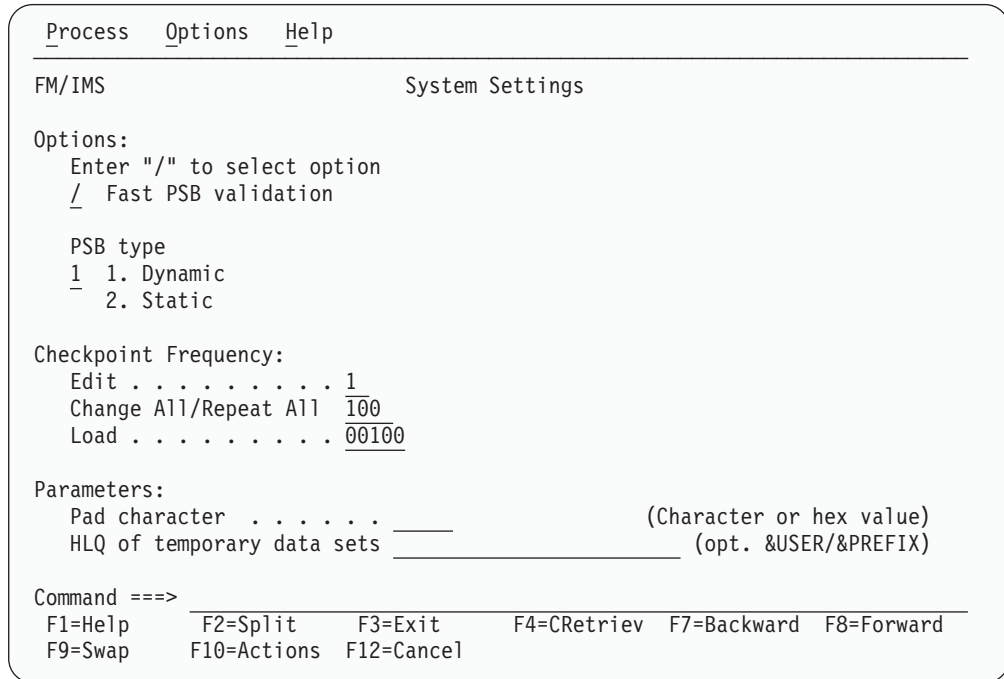 Process Options Help
FM/IMS System Settings
Options:
Enter "/" to select option
/ Fast PSB validation
PSB type
1 1. Dynamic
2. Static
Checkpoint Frequency:
Edit . . . . . . . . . 1
Change All/Repeat All 100
Load . . . . . . . . . 00100
Parameters:
Pad character . . . . . . _____ (Character or hex value)
HLQ of temporary data sets ________________________ (opt. &USER/&PREFIX)
Command ===>
F1=Help F2=Split F3=Exit F4=CRetriev F7=Backward F8=Forward
F9=Swap F10=Actions F12=Cancel